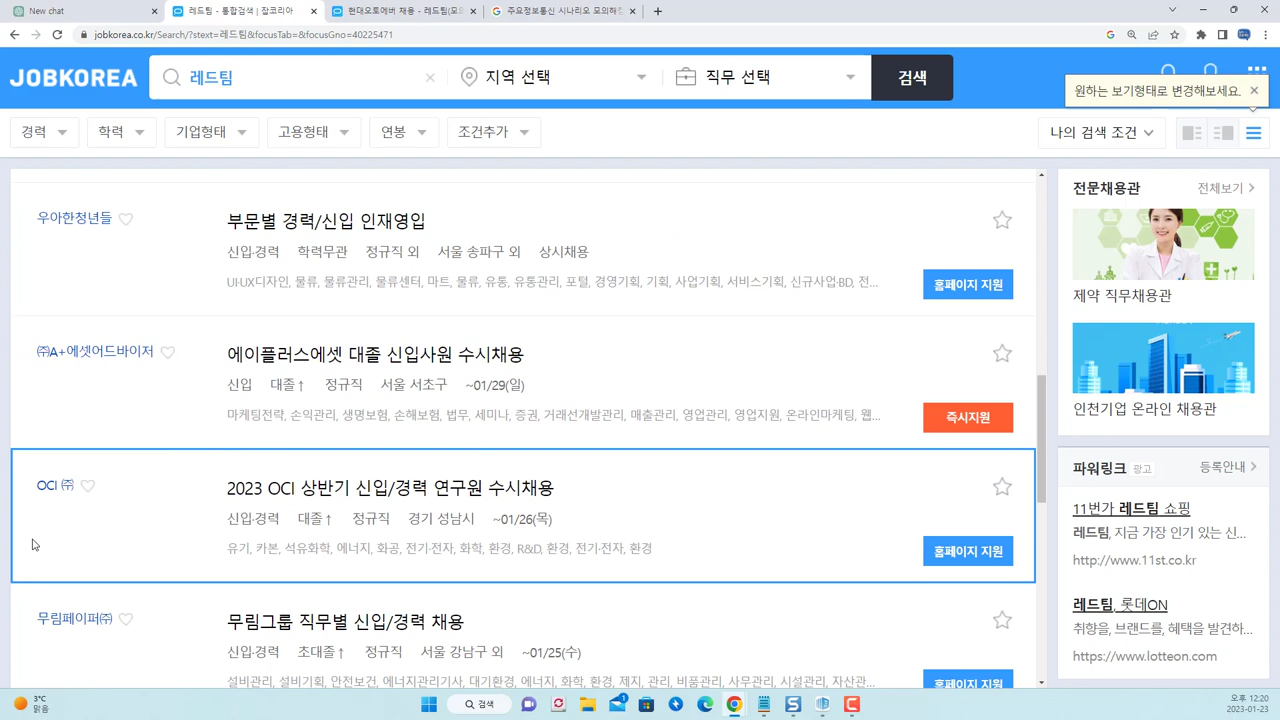 New chat
레드팀 - 통합검색 | 잡코리아
현대오토에버 채용 - 레드팀(모의
주요정보통신 시나리오 모의해킹
jobkorea.co.kr/Search/?stext=레드팀&focusTab=&focusGno=40225471
JOBKOREA
레드팀
지역 선택
직무 선택
검색
원하는 보기형태로 변경해보세요.
경력
학력
기업형태
고용형태
연봉
조건추가
나의 검색 조건
우아한청년들
부문별 경력/신입 인재영입
신입·경력 학력무관 정규직 외 서울 송파구 외 상시채용
UI·UX디자인, 물류, 물류관리, 물류센터, 마트, 물류, 유통, 유통관리, 포털, 경영기획, 기획, 사업기획, 서비스기획, 신규사업·BD, 전...
홈페이지 지원
㈜A+에셋어드바이저
에이플러스에셋 대졸 신입사원 수시채용
신입 대졸↑ 정규직 서울 서초구 ~01/29(일)
마케팅전략, 손익관리, 생명보험, 손해보험, 법무, 세미나, 증권, 거래선개발관리, 매출관리, 영업관리, 영업지원, 온라인마케팅, 웹...
즉시지원
OCI ㈜
2023 OCI 상반기 신입/경력 연구원 수시채용
신입·경력 대졸↑ 정규직 경기 성남시 ~01/26(목)
유기, 카본, 석유화학, 에너지, 화공, 전기·전자, 화학, 환경, R&D, 환경, 전기·전자, 환경
홈페이지 지원
무림페이퍼㈜
무림그룹 직무별 신입/경력 채용
신입·경력 초대졸↑ 정규직 서울 강남구 외 ~01/25(수)
설비관리, 설비기획, 안전보건, 에너지관리기사, 대기환경, 에너지, 화학, 환경, 제지, 관리, 비품관리, 사무관리, 시설관리, 자산관...
홈페이지 지원
전문채용관
전체보기
제약 직무채용관
인천기업 온라인 채용관
파워링크 광고
등록안내
11번가 레드팀 쇼핑
레드팀, 지금 가장 인기 있는 신...
http://www.11st.co.kr
레드팀, 롯데ON
취향을, 브랜드를, 혜택을 발견하...
https://www.lotteon.com
3℃
맑음
검색
1
오후 12:20
2023-01-23